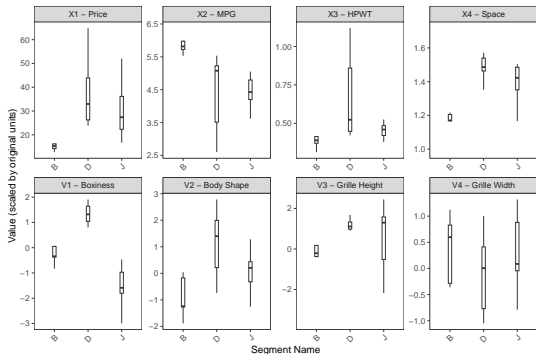 X1 − Price
X2 − MPG
X3 − HPWT
X4 − Space
60
50
40
30
20
6.5
5.5
4.5
3.5
2.5
1.00
0.75
0.50
1.6
1.4
1.2
1.0
B
D
J
B
D
J
B
D
J
B
D
J
V1 − Boxiness
V2 − Body Shape
V3 − Grille Height
V4 − Grille Width
2
1
0
−1
−2
−3
3
2
1
0
−1
−2
2
0
−2
1.0
0.5
0.0
−0.5
−1.0
B
D
J
B
D
J
B
D
J
B
D
J
Value (scaled by original units)
Segment Name